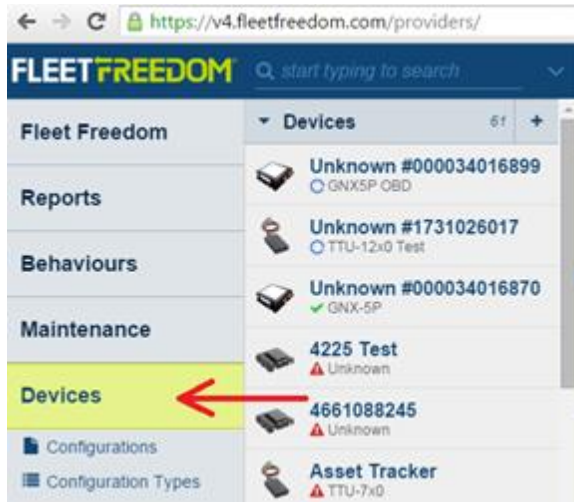 https://v4.fleetfreedom.com/providers/
FLEETFREEDOM
start typing to search
Fleet Freedom
Reports
Behaviours
Maintenance
Devices
Configurations
Configuration Types
Devices 61 +
Unknown #000034016899
GNX5P OBD
Unknown #1731026017
TTU-12x0 Test
Unknown #000034016870
GNX-5P
4225 Test
Unknown
4661088245
Unknown
Asset Tracker
TTU-7x0